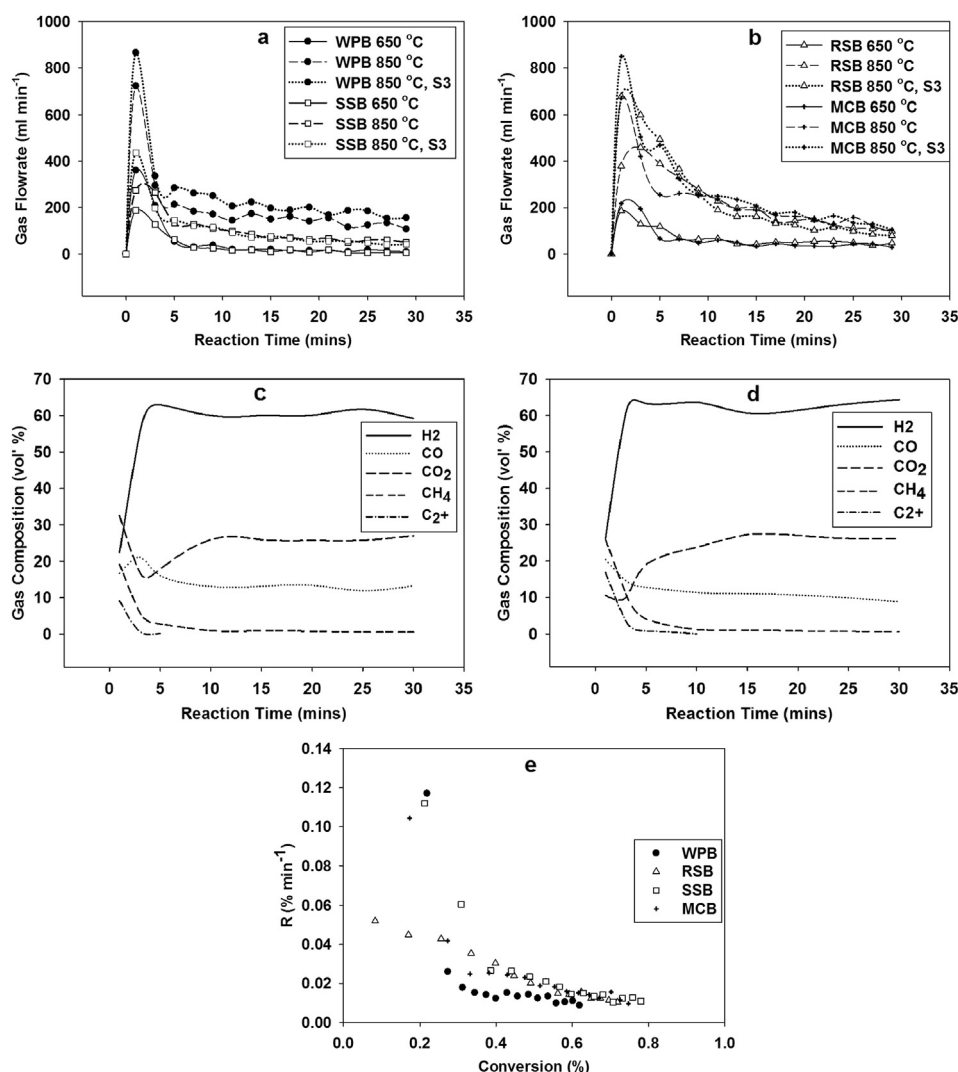 a
Gas Flowrate (ml min-1)
1000
800
600
400
200
0
WPB 650 °C
WPB 850 °C
WPB 850 °C, S3
SSB 650 °C
SSB 850 °C
SSB 850 °C, S3
0 5 10 15 20 25 30 35
Reaction Time (mins)
b
Gas Flowrate (ml min-1)
1000
800
600
400
200
0
RSB 650 °C
RSB 850 °C
RSB 850 °C, S3
MCB 650 °C
MCB 850 °C
MCB 850 °C, S3
0 5 10 15 20 25 30 35
Reaction Time (mins)
c
Gas Composition (vol' %)
70
60
50
40
30
20
10
0
H2
CO
CO2
CH4
C2+
0 5 10 15 20 25 30 35
Reaction Time (mins)
d
Gas Composition (vol' %)
70
60
50
40
30
20
10
0
H2
CO
CO2
CH4
C2+
0 5 10 15 20 25 30 35
Reaction Time (mins)
e
R (% min-1)
0.14
0.12
0.10
0.08
0.06
0.04
0.02
0.00
WPB
RSB
SSB
MCB
0.0 0.2 0.4 0.6 0.8 1.0
Conversion (%)